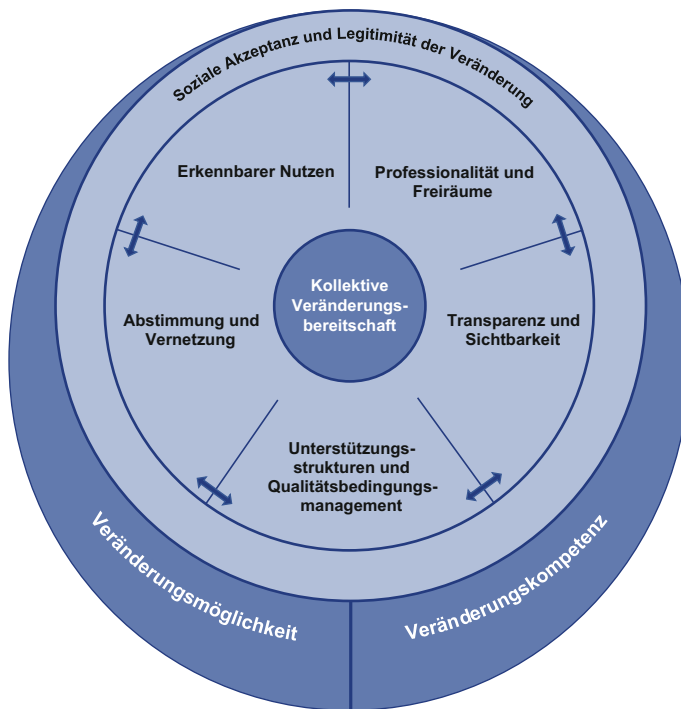 Soziale Akzeptanz und Legitimität der Veränderung
Erkennbarer Nutzen
Professionalität und
Freiräume
Kollektive
Veränderungs-
bereitschaft
Abstimmung und
Vernetzung
Transparenz und
Sichtbarkeit
Unterstützungs-
strukturen und
Qualitätsbedingungs-
management
Veränderungsmöglichkeit
Veränderungskompetenz